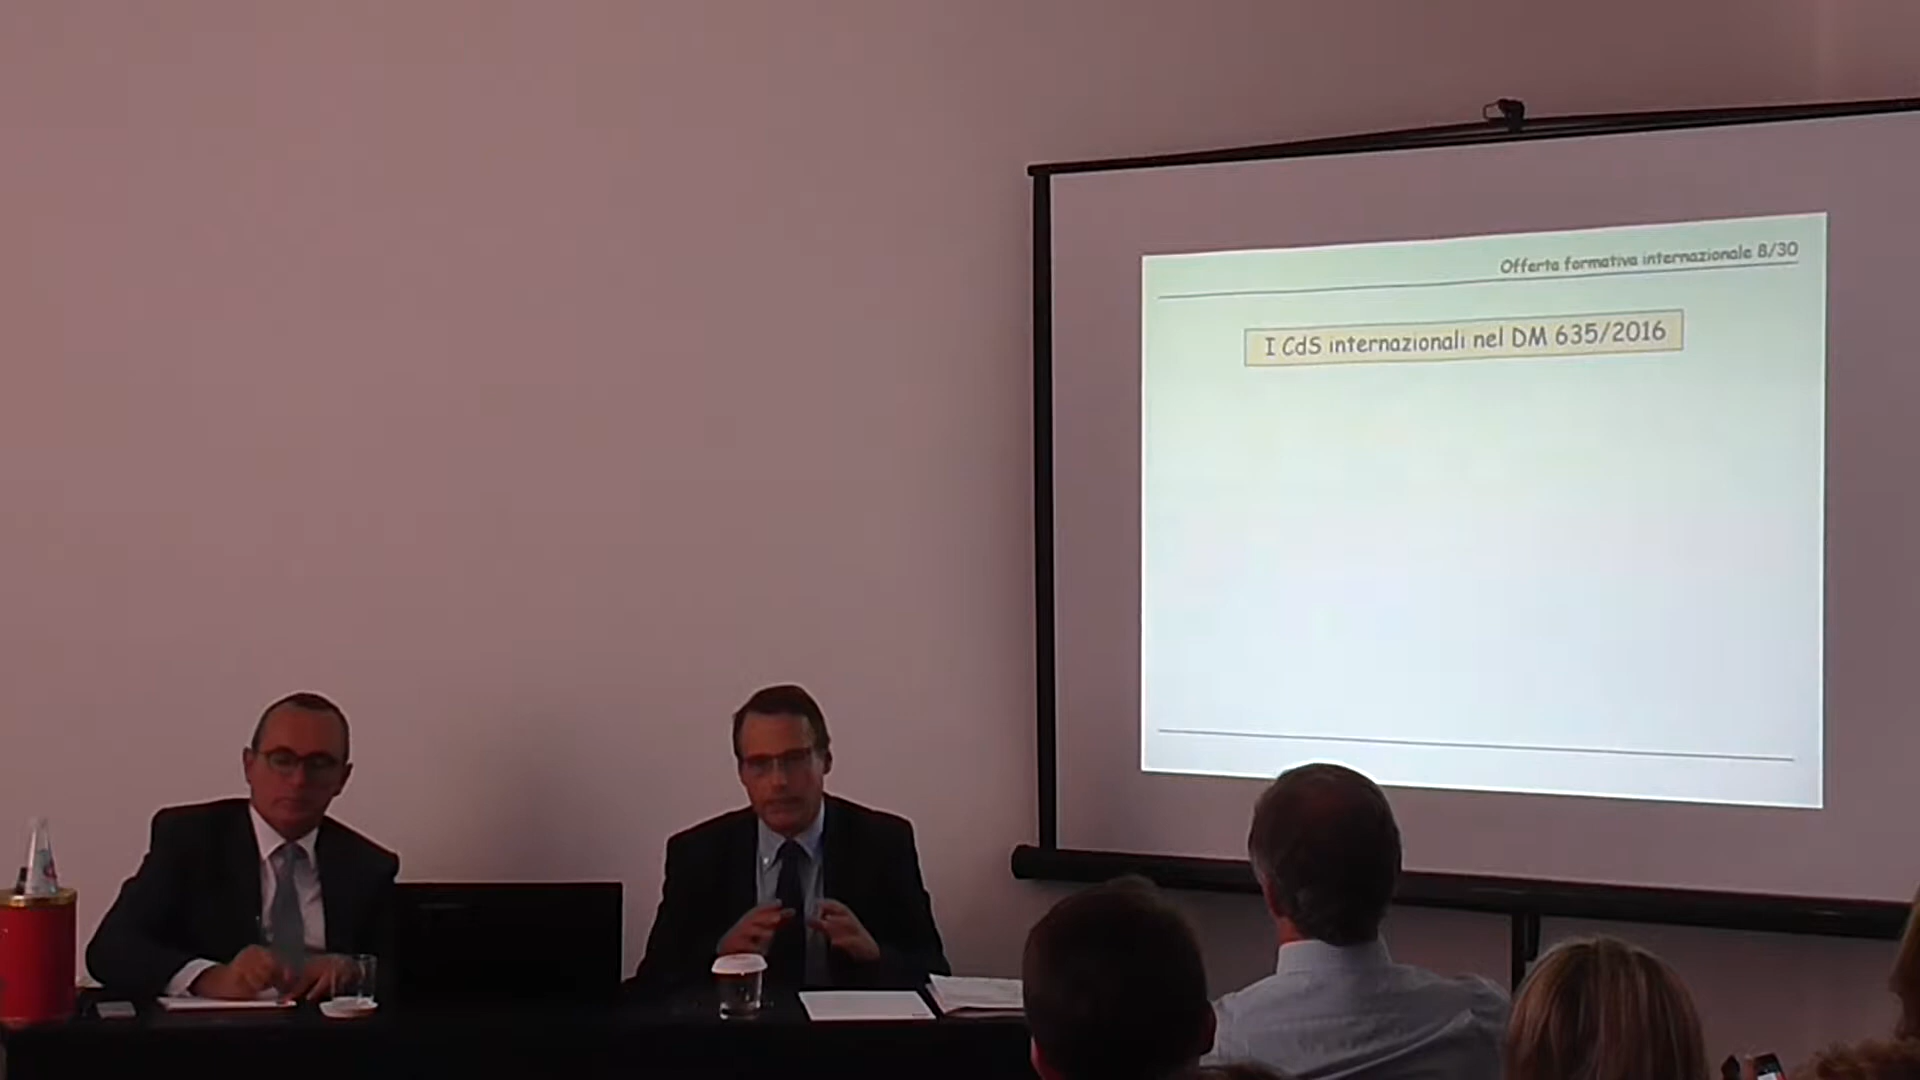 Offerta formativa internazionale 8/30
I CdS internazionali nel DM 635/2016